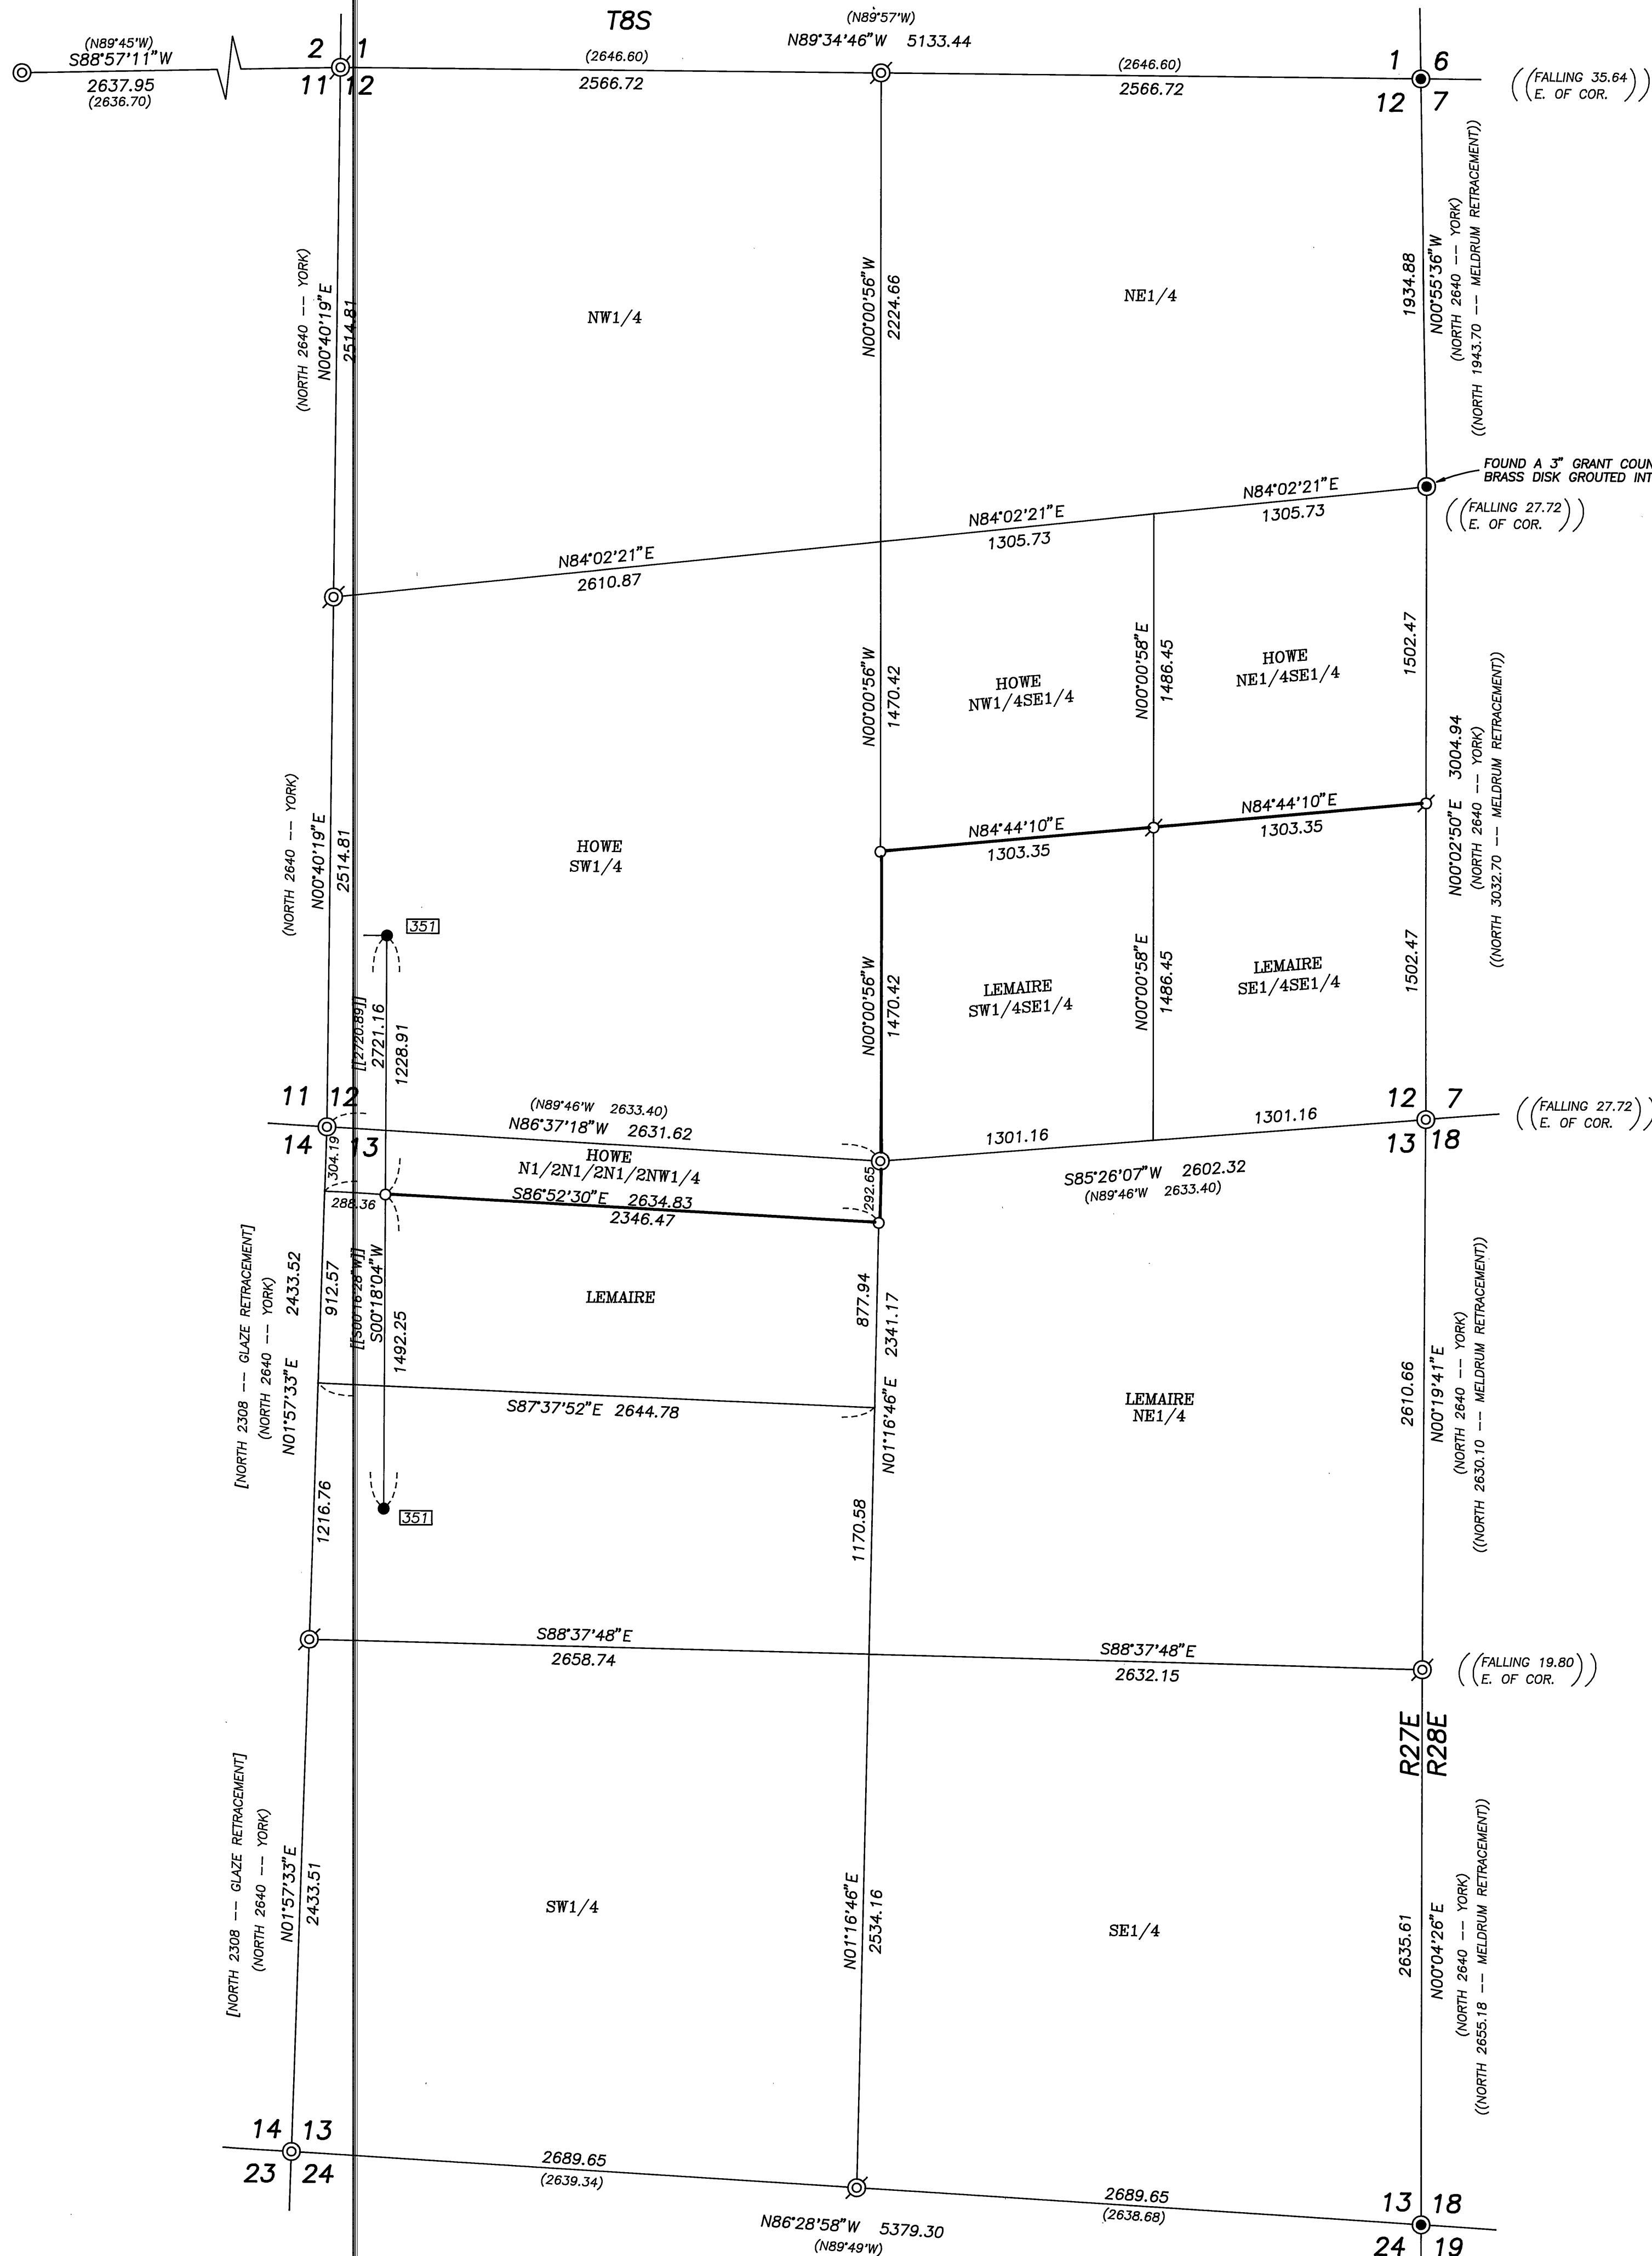 T8S
(N89°57'W)
N89°34'46"W 5133.44
(N89°45'W)
S88°57'11"W
2637.95
(2636.70)
2 1
11 12
(2646.60)
2566.72
(2646.60)
2566.72
1 6
12 7
((FALLING 35.64
E. OF COR.))
(NORTH 2640 -- YORK)
N00°40'19"E
2514.81
NW1/4
N00°00'56"W
2224.66
NE1/4
1934.88
N00°55'36"W
(NORTH 2640 -- YORK)
((NORTH 1943.70 -- MELDRUM RETRACEMENT))
FOUND A 3" GRANT COUN
BRASS DISK GROUTED INT
((FALLING 27.72
E. OF COR.))
N84°02'21"E
2610.87
N84°02'21"E
1305.73
N84°02'21"E
1305.73
(NORTH 2640 -- YORK)
N00°40'19"E
2514.81
HOWE
SW1/4
N00°00'56"W
1470.42
HOWE
NW1/4SE1/4
N00°00'58"E
1486.45
HOWE
NE1/4SE1/4
1502.47
N00°02'50"E 3004.94
(NORTH 2640 -- YORK)
((NORTH 3032.70 -- MELDRUM RETRACEMENT))
N84°44'10"E
1303.35
N84°44'10"E
1303.35
351
[[2720.89]]
2721.16
1228.91
N00°00'56"W
1470.42
LEMAIRE
SW1/4SE1/4
N00°00'58"E
1486.45
LEMAIRE
SE1/4SE1/4
1502.47
11 12
14 13
(N89°46'W 2633.40)
N86°37'18"W 2631.62
1301.16
1301.16
S85°26'07"W 2602.32
(N89°46'W 2633.40)
12 7
13 18
((FALLING 27.72
E. OF COR.))
304.19
HOWE
N1/2N1/2N1/2NW1/4
292.65
288.36
S86°52'30"E 2634.83
2346.47
[NORTH 2308 -- GLAZE RETRACEMENT]
(NORTH 2640 -- YORK)
N01°57'33"E 2433.52
912.57
[[S00°16'28"W]]
S00°18'04"W
1492.25
LEMAIRE
877.94
N01°16'46"E 2341.17
LEMAIRE
NE1/4
2610.66
N00°19'41"E
(NORTH 2640 -- YORK)
((NORTH 2630.10 -- MELDRUM RETRACEMENT))
S87°37'52"E 2644.78
1216.76
351
1170.58
S88°37'48"E
2658.74
S88°37'48"E
2632.15
((FALLING 19.80
E. OF COR.))
R27E
R28E
[NORTH 2308 -- GLAZE RETRACEMENT]
(NORTH 2640 -- YORK)
N01°57'33"E
2433.51
SW1/4
N01°16'46"E
2534.16
SE1/4
2635.61
N00°04'26"E
(NORTH 2640 -- YORK)
((NORTH 2655.18 -- MELDRUM RETRACEMENT))
14 13
23 24
2689.65
(2639.34)
2689.65
(2638.68)
N86°28'58"W 5379.30
(N89°49'W)
13 18
24 19